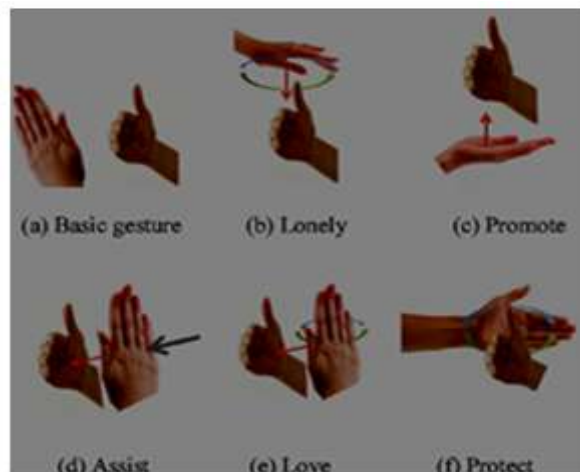 (a) Basic gesture
(b) Lonely
(c) Promote
(d) Assist
(e) Love
(f) Protect